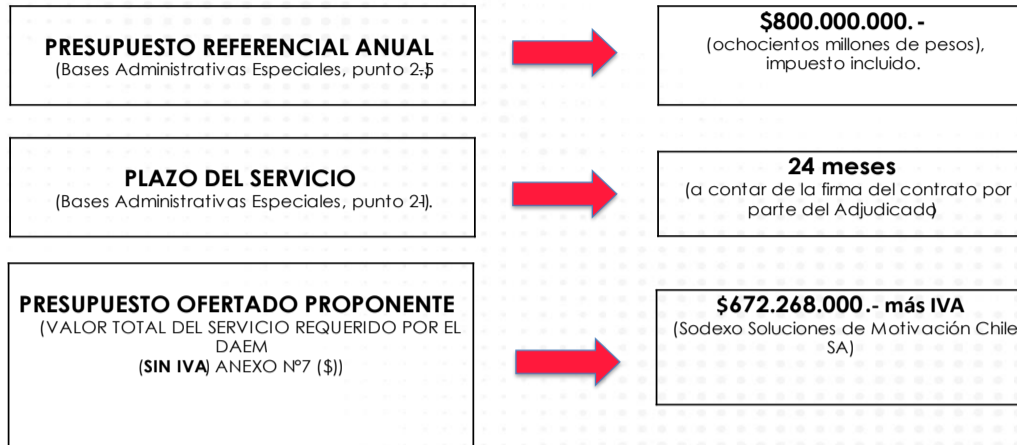 PRESUPUESTO REFERENCIAL ANUAL
(Bases Administrativas Especiales, punto 2.5)
$800.000.000.-
(ochocientos millones de pesos),
impuesto incluido.
PLAZO DEL SERVICIO
(Bases Administrativas Especiales, punto 2.1).
24 meses
(a contar de la firma del contrato por
parte del Adjudicado)
PRESUPUESTO OFERTADO PROPONENTE
(VALOR TOTAL DEL SERVICIO REQUERIDO POR EL
DAEM
(SIN IVA) ANEXO Nº7 ($))
$672.268.000.- más IVA
(Sodexo Soluciones de Motivación Chile
SA)